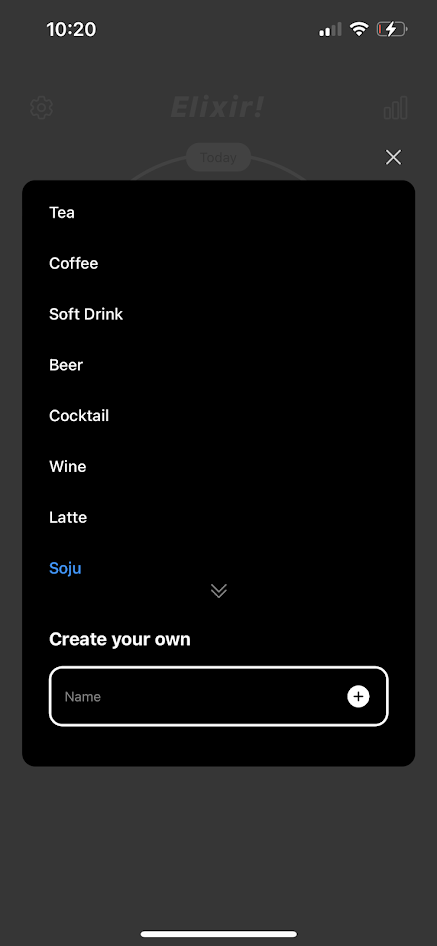 10:20
Elixir!
Today
Tea
Coffee
Soft Drink
Beer
Cocktail
Wine
Latte
Soju
Create your own
Name